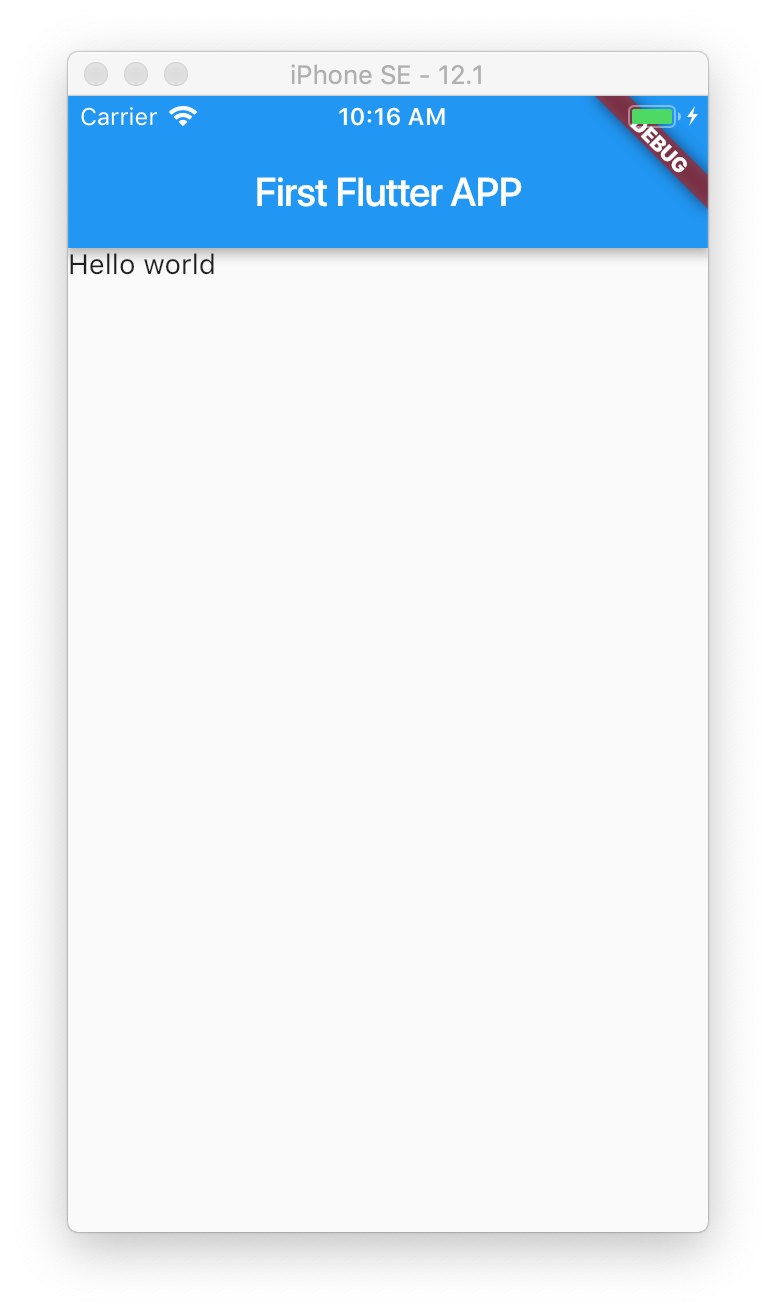 iPhone SE - 12.1
Carrier 10:16 AM
DEBUG
First Flutter APP
Hello world